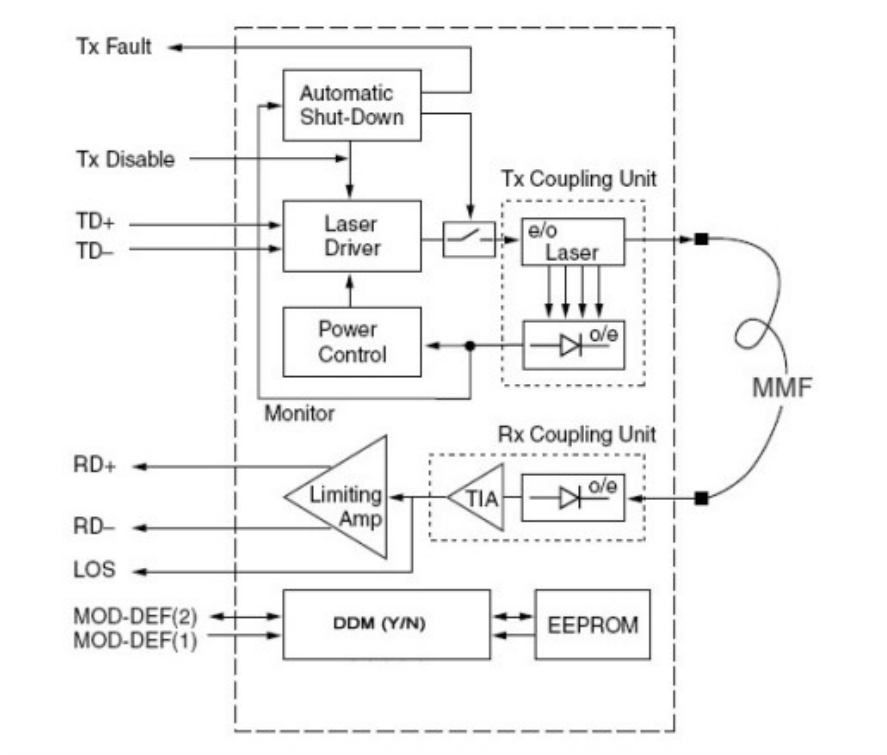 Tx Fault
Automatic
Shut-Down
Tx Disable
Tx Coupling Unit
TD+
TD–
Laser
Driver
e/o
Laser
Power
Control
o/e
MMF
Monitor
Rx Coupling Unit
RD+
RD–
Limiting
Amp
TIA
o/e
LOS
MOD-DEF(2)
MOD-DEF(1)
DDM (Y/N)
EEPROM